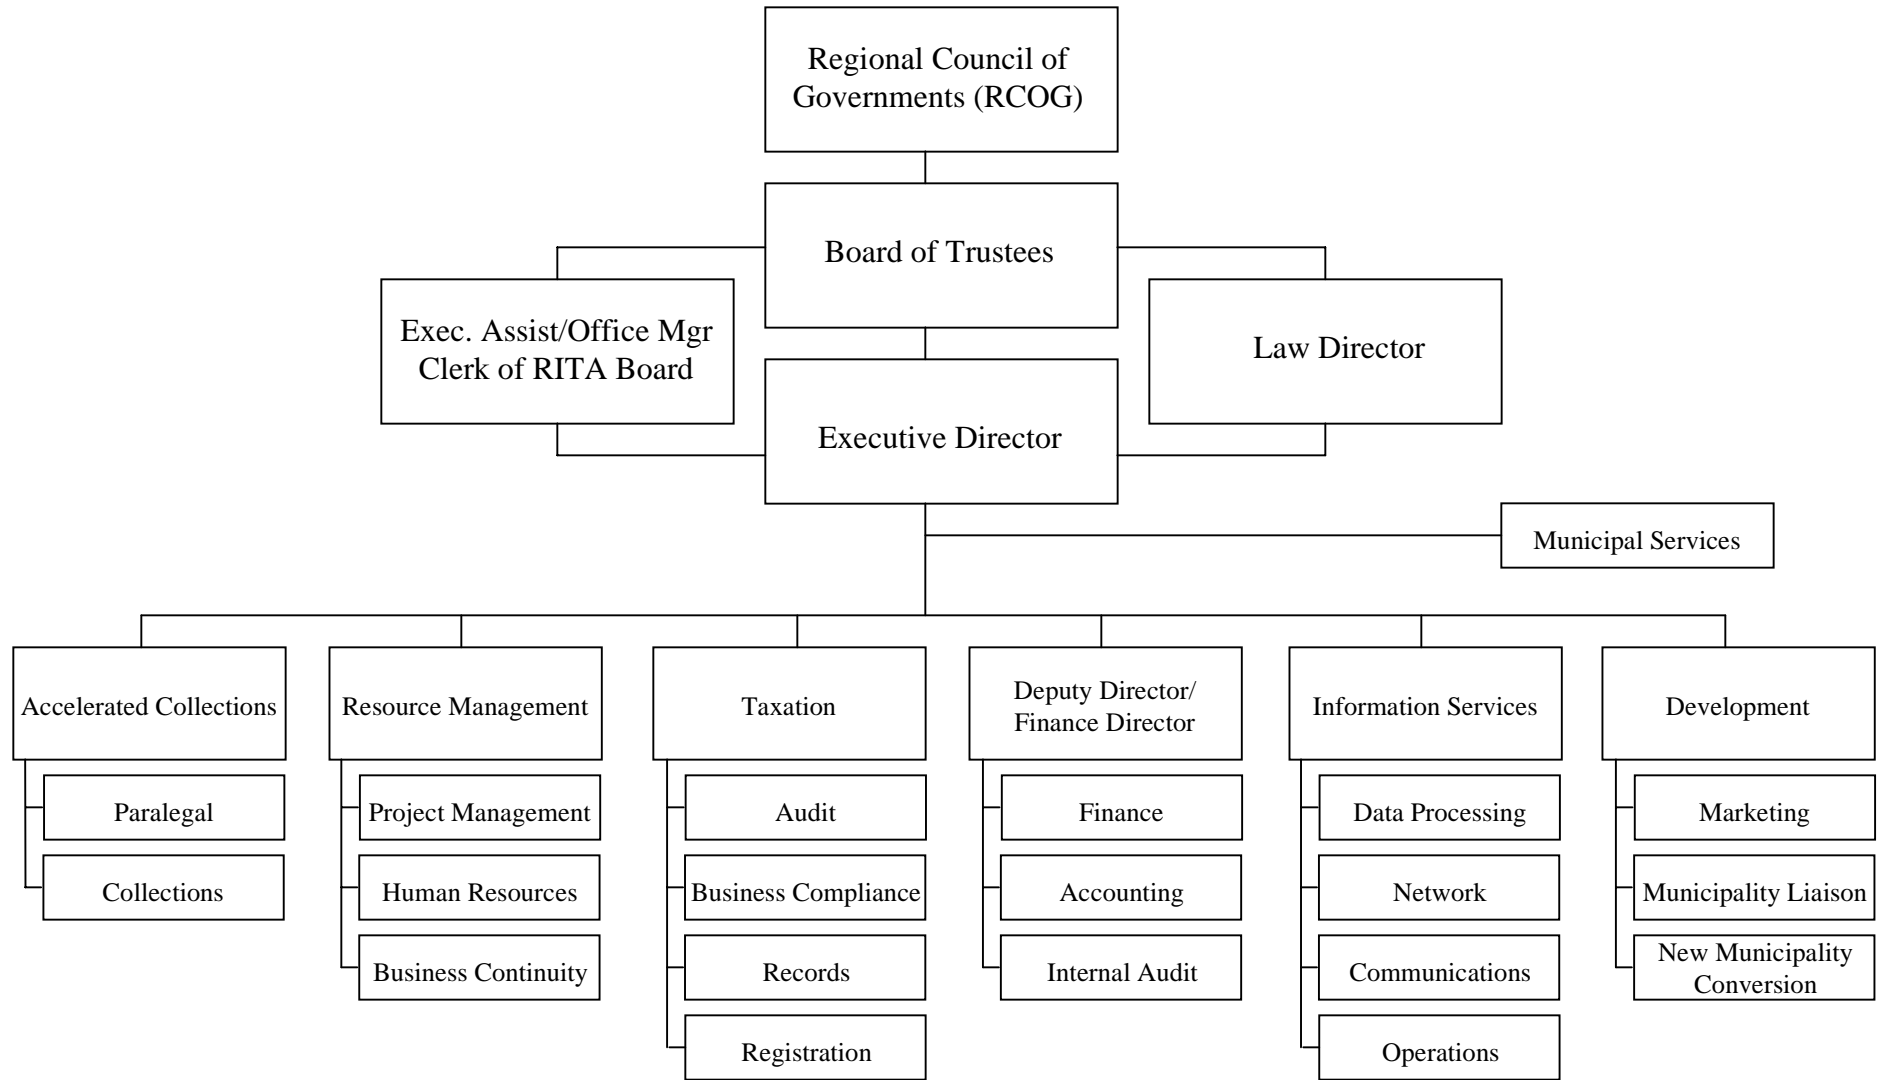 Regional Council of
Governments (RCOG)
Board of Trustees
Exec. Assist/Office Mgr
Clerk of RITA Board
Law Director
Executive Director
Municipal Services
Accelerated Collections
Resource Management
Taxation
Deputy Director/
Finance Director
Information Services
Development
Paralegal
Project Management
Audit
Finance
Data Processing
Marketing
Collections
Human Resources
Business Compliance
Accounting
Network
Municipality Liaison
Business Continuity
Records
Internal Audit
Communications
New Municipality
Conversion
Registration
Operations